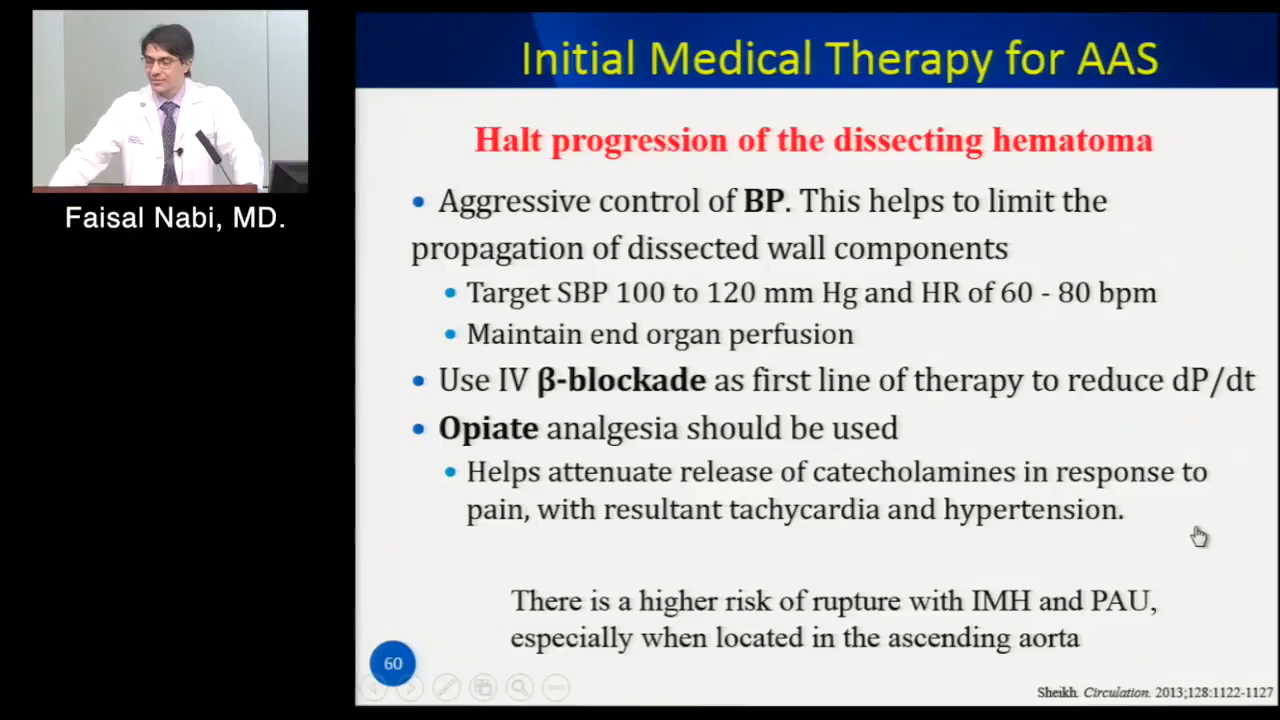 Initial Medical Therapy for AAS
Faisal Nabi, MD.
Halt progression of the dissecting hematoma
• Aggressive control of BP. This helps to limit the
propagation of dissected wall components
• Target SBP 100 to 120 mm Hg and HR of 60 - 80 bpm
• Maintain end organ perfusion
• Use IV β-blockade as first line of therapy to reduce dP/dt
• Opiate analgesia should be used
• Helps attenuate release of catecholamines in response to
pain, with resultant tachycardia and hypertension.
There is a higher risk of rupture with IMH and PAU,
especially when located in the ascending aorta
60
Sheikh. Circulation. 2013;128:1122-1127